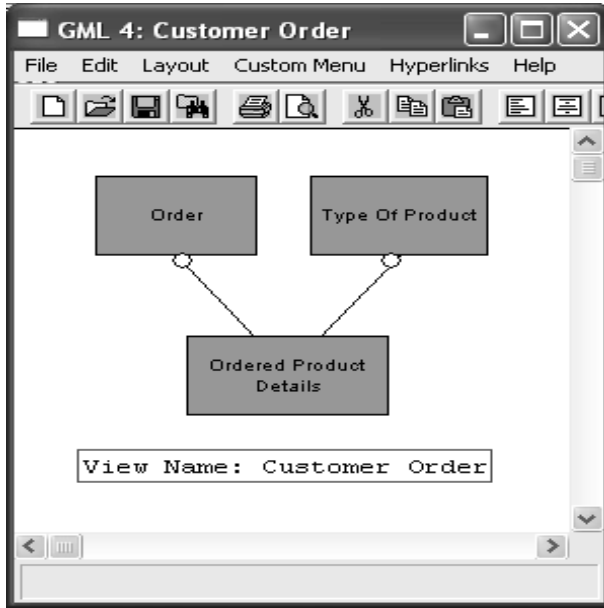 GML 4: Customer Order
File Edit Layout Custom Menu Hyperlinks Help
Order
Type Of Product
Ordered Product
Details
View Name: Customer Order